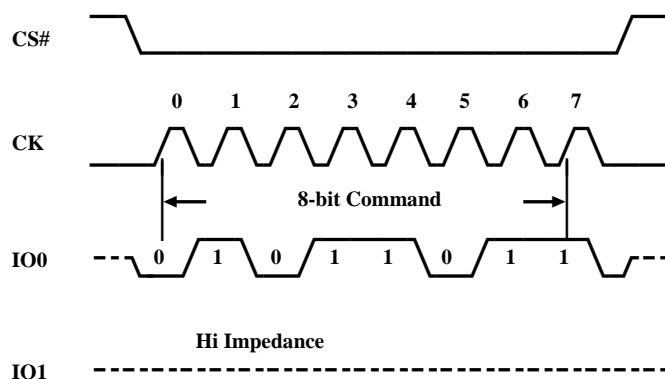 CS#
0 1 2 3 4 5 6 7
CK
8-bit Command
IO0 0 1 0 1 1 0 1 1
Hi Impedance
IO1